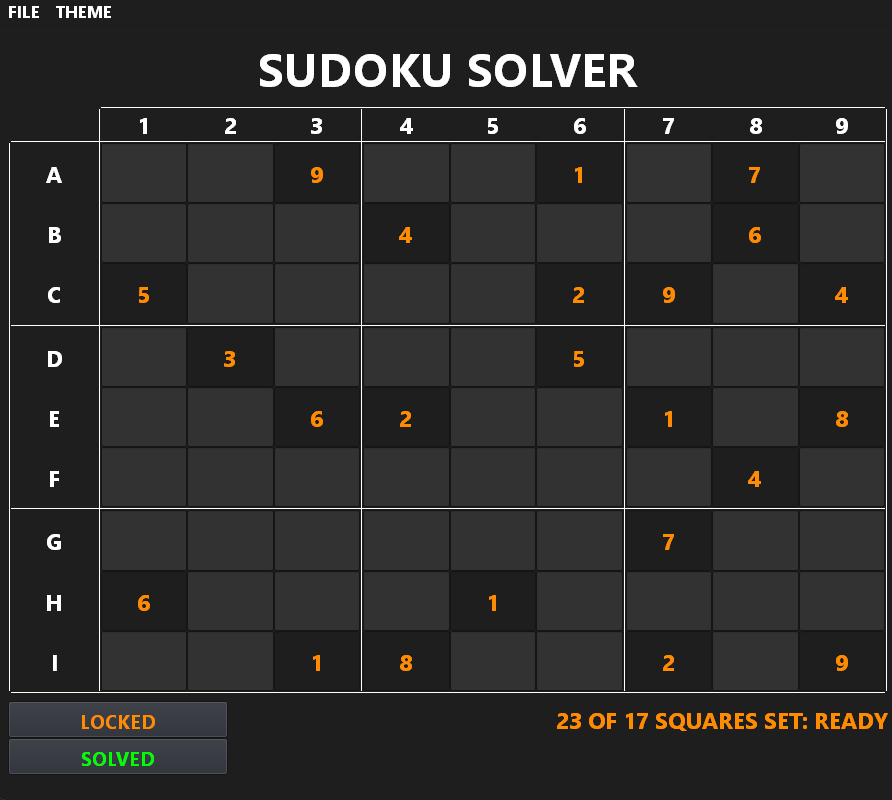 FILE THEME
SUDOKU SOLVER
1 2 3 4 5 6 7 8 9
A 9 1 7
B 4 6
C 5 2 9 4
D 3 5
E 6 2 1 8
F 4
G 7
H 6 1
I 1 8 2 9
LOCKED 23 OF 17 SQUARES SET: READY
SOLVED